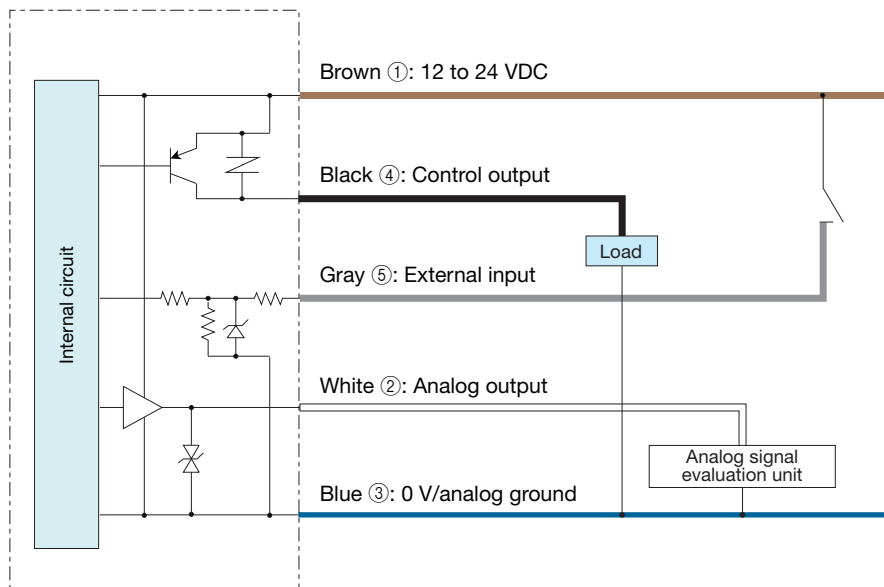 Brown ①: 12 to 24 VDC
Black ④: Control output
Load
Gray ⑤: External input
Internal circuit
White ②: Analog output
Analog signal
evaluation unit
Blue ③: 0 V/analog ground